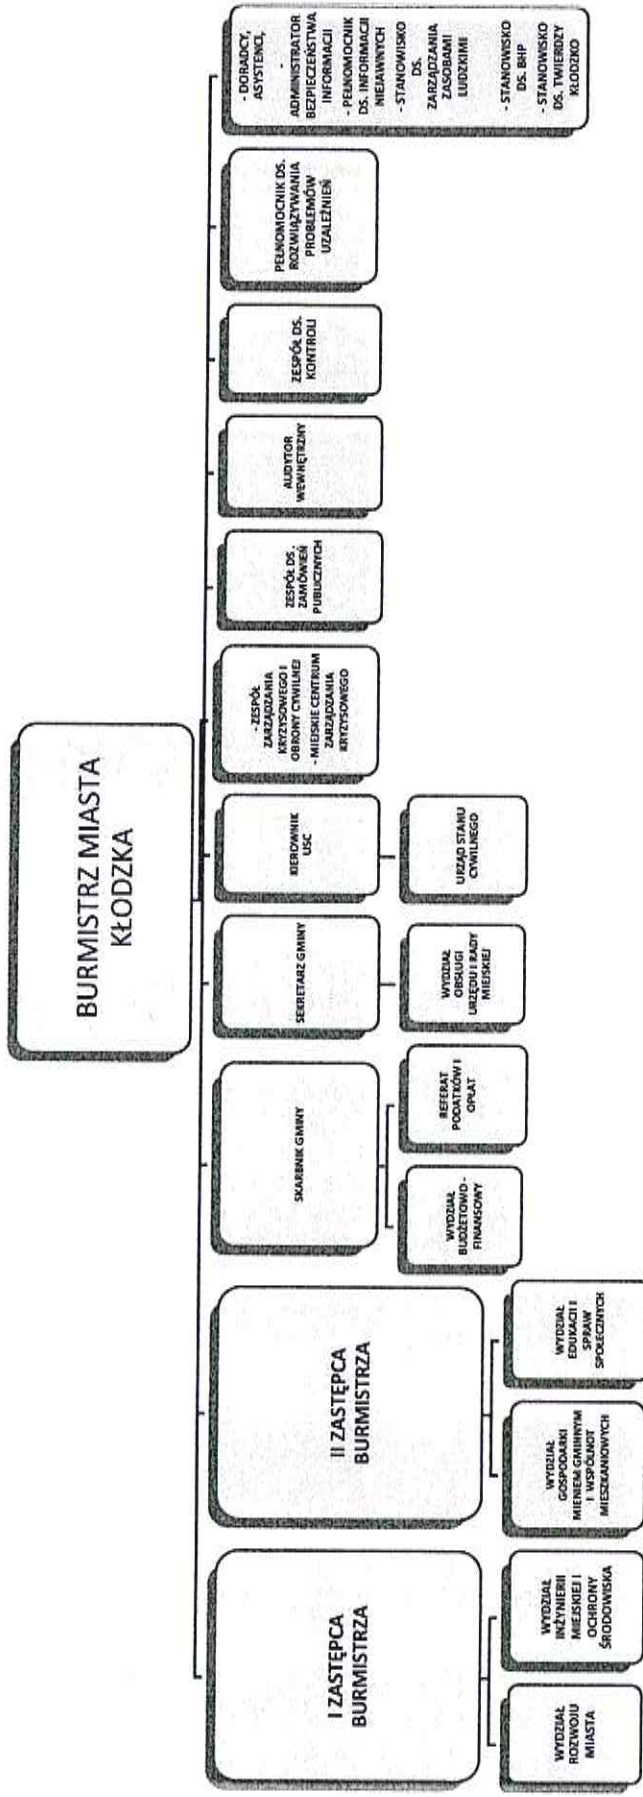 BURMISTRZ MIASTA
KŁODZKA
I ZASTĘPCA
BURMISTRZA
WYDZIAŁ
ROZWOJU
MIASTA
WYDZIAŁ
INŻYNIERII
MIEJSKIEJ I
OCHRONY
ŚRODOWISKA
II ZASTĘPCA
BURMISTRZA
WYDZIAŁ
GOSPODARKI
MIENIEM GMINNYM
I WSPÓLNOT
MIESZKANIOWYCH
WYDZIAŁ
EDUKACJI I
SPRAW
SPOŁECZNYCH
SKARBNIK GMINY
WYDZIAŁ
BUDŻETOWO -
FINANSOWY
REFERAT
PODATKÓW I
OPŁAT
SEKRETARZ GMINY
WYDZIAŁ
OBSŁUGI
URZĘDU I RADY
MIEJSKIEJ
KIEROWNIK
USC
URZĄD STANU
CYWILNEGO
- ZESPÓŁ
ZARZĄDZANIA
KRYZYSOWEGO I
OBRONY CYWILNEJ
- MIEJSKIE CENTRUM
ZARZĄDZANIA
KRYZYSOWEGO
ZESPÓŁ DS.
ZAMÓWIEŃ
PUBLICZNYCH
AUDYTOR
WEWNĘTRZNY
ZESPÓŁ DS.
KONTROLI
PEŁNOMOCNIK DS.
ROZWIĄZYWANIA
PROBLEMÓW
UZALEŻNIEŃ
- DORADCY,
ASYSTENCI,
-
ADMINISTRATOR
BEZPIECZEŃSTWA
INFORMACJI
- PEŁNOMOCNIK
DS. INFORMACJI
NIEJAWNYCH
- STANOWISKO
DS.
ZARZĄDZANIA
ZASOBAMI
LUDZKIMI
- STANOWISKO
DS. BHP
- STANOWISKO
DS. TWIERDZY
KŁODZKO